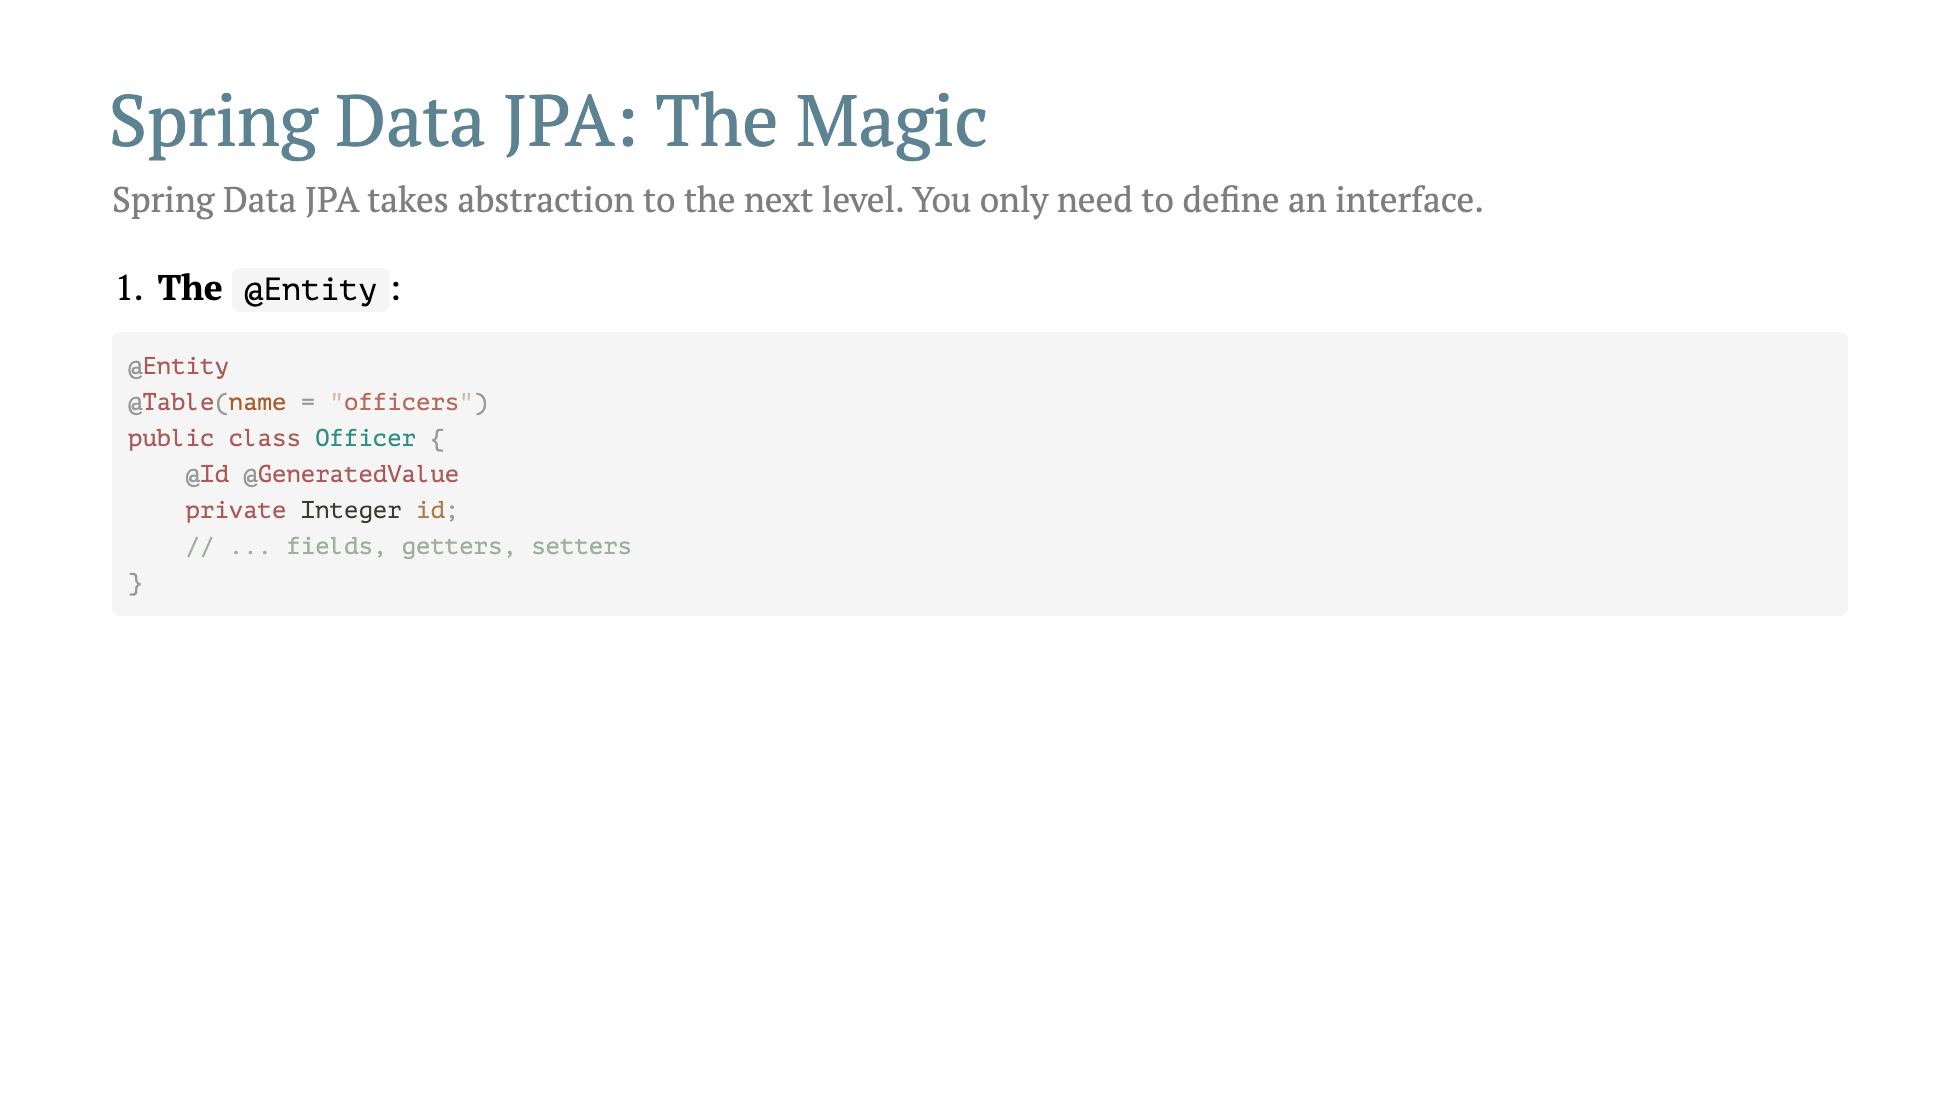 Spring Data JPA: The Magic
Spring Data JPA takes abstraction to the next level. You only need to define an interface.
1. The @Entity :
@Entity
@Table(name = "officers")
public class Officer {
    @Id @GeneratedValue
    private Integer id;
    // ... fields, getters, setters
}